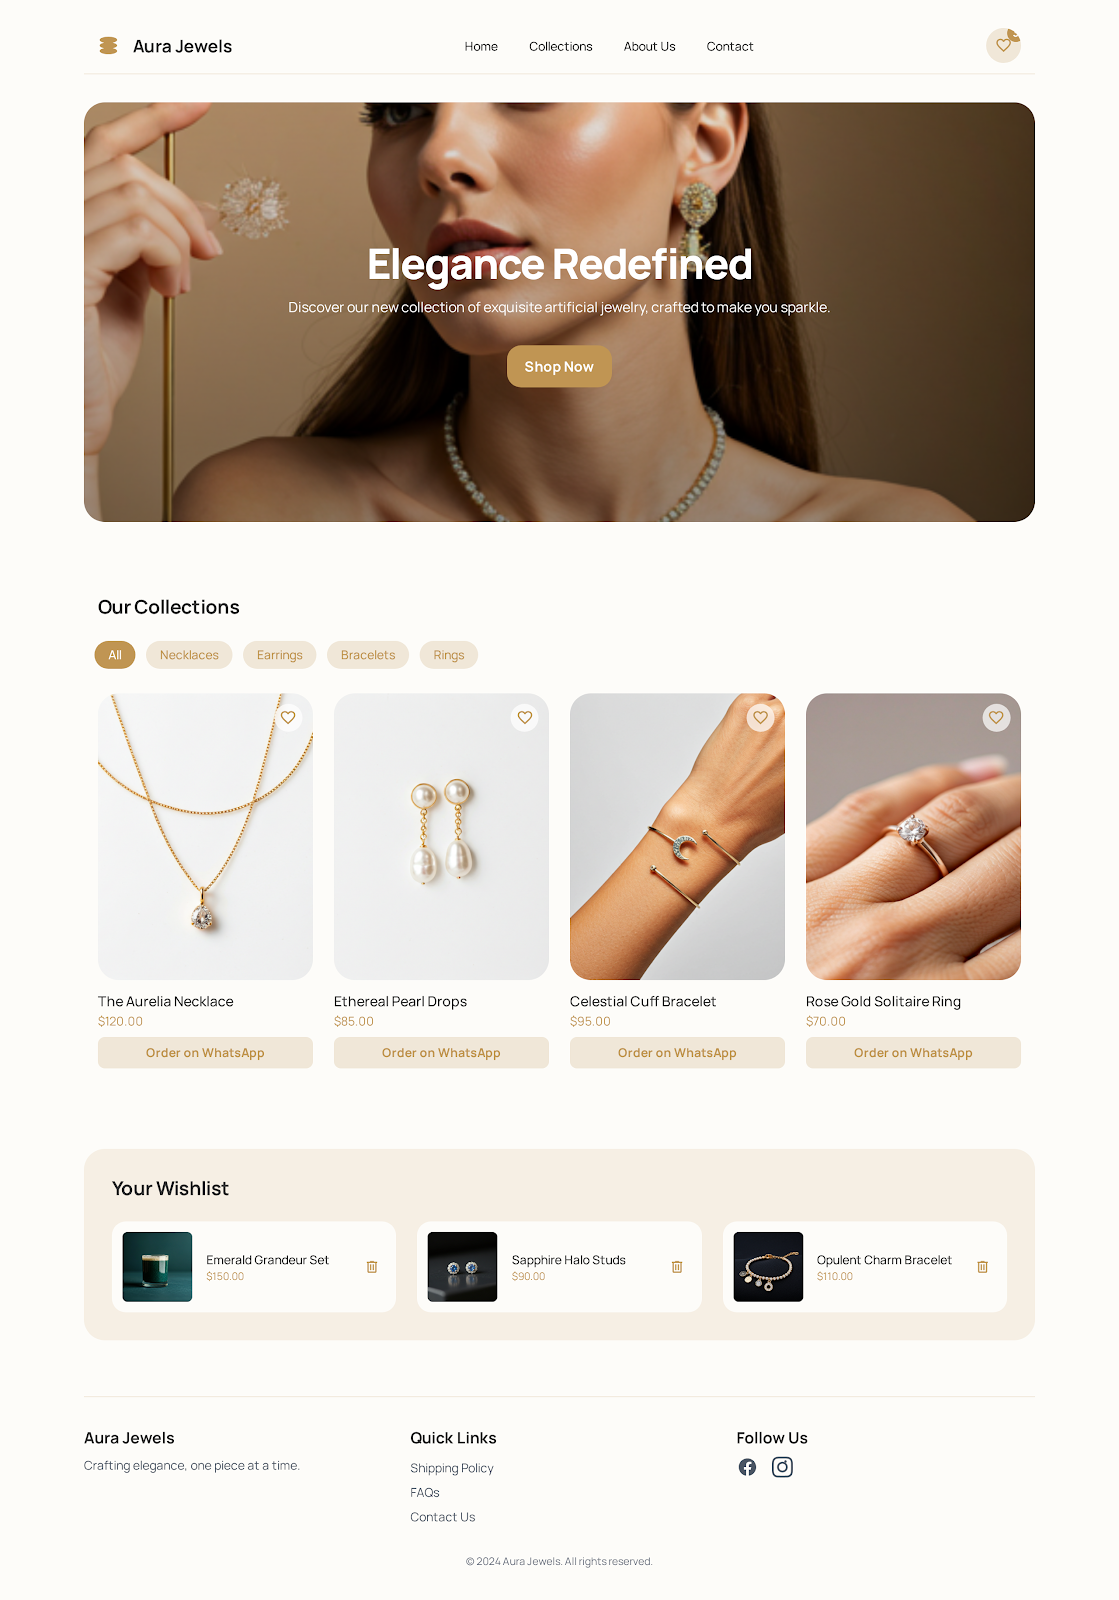 Aura Jewels
Home
Collections
About Us
Contact
Elegance Redefined
Discover our new collection of exquisite artificial jewelry, crafted to make you sparkle.
Shop Now
Our Collections
All
Necklaces
Earrings
Bracelets
Rings
The Aurelia Necklace
$120.00
Order on WhatsApp
Ethereal Pearl Drops
$85.00
Order on WhatsApp
Celestial Cuff Bracelet
$95.00
Order on WhatsApp
Rose Gold Solitaire Ring
$70.00
Order on WhatsApp
Your Wishlist
Emerald Grandeur Set
$150.00
Sapphire Halo Studs
$90.00
Opulent Charm Bracelet
$110.00
Aura Jewels
Crafting elegance, one piece at a time.
Quick Links
Shipping Policy
FAQs
Contact Us
Follow Us
© 2024 Aura Jewels. All rights reserved.